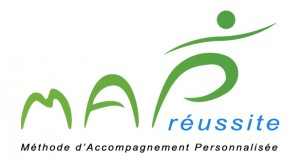 MAP
réussite
Méthode d'Accompagnement Personnalisée